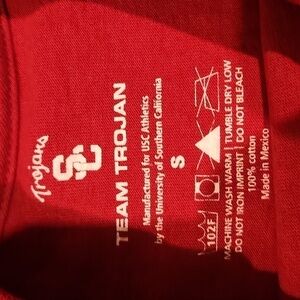 Trojans
SC
TEAM TROJAN
Manufactured for USC Athletics
by the University of Southern California
S
102F
MACHINE WASH WARM | TUMBLE DRY LOW
DO NOT IRON IMPRINT | DO NOT BLEACH
100% cotton
Made in Mexico